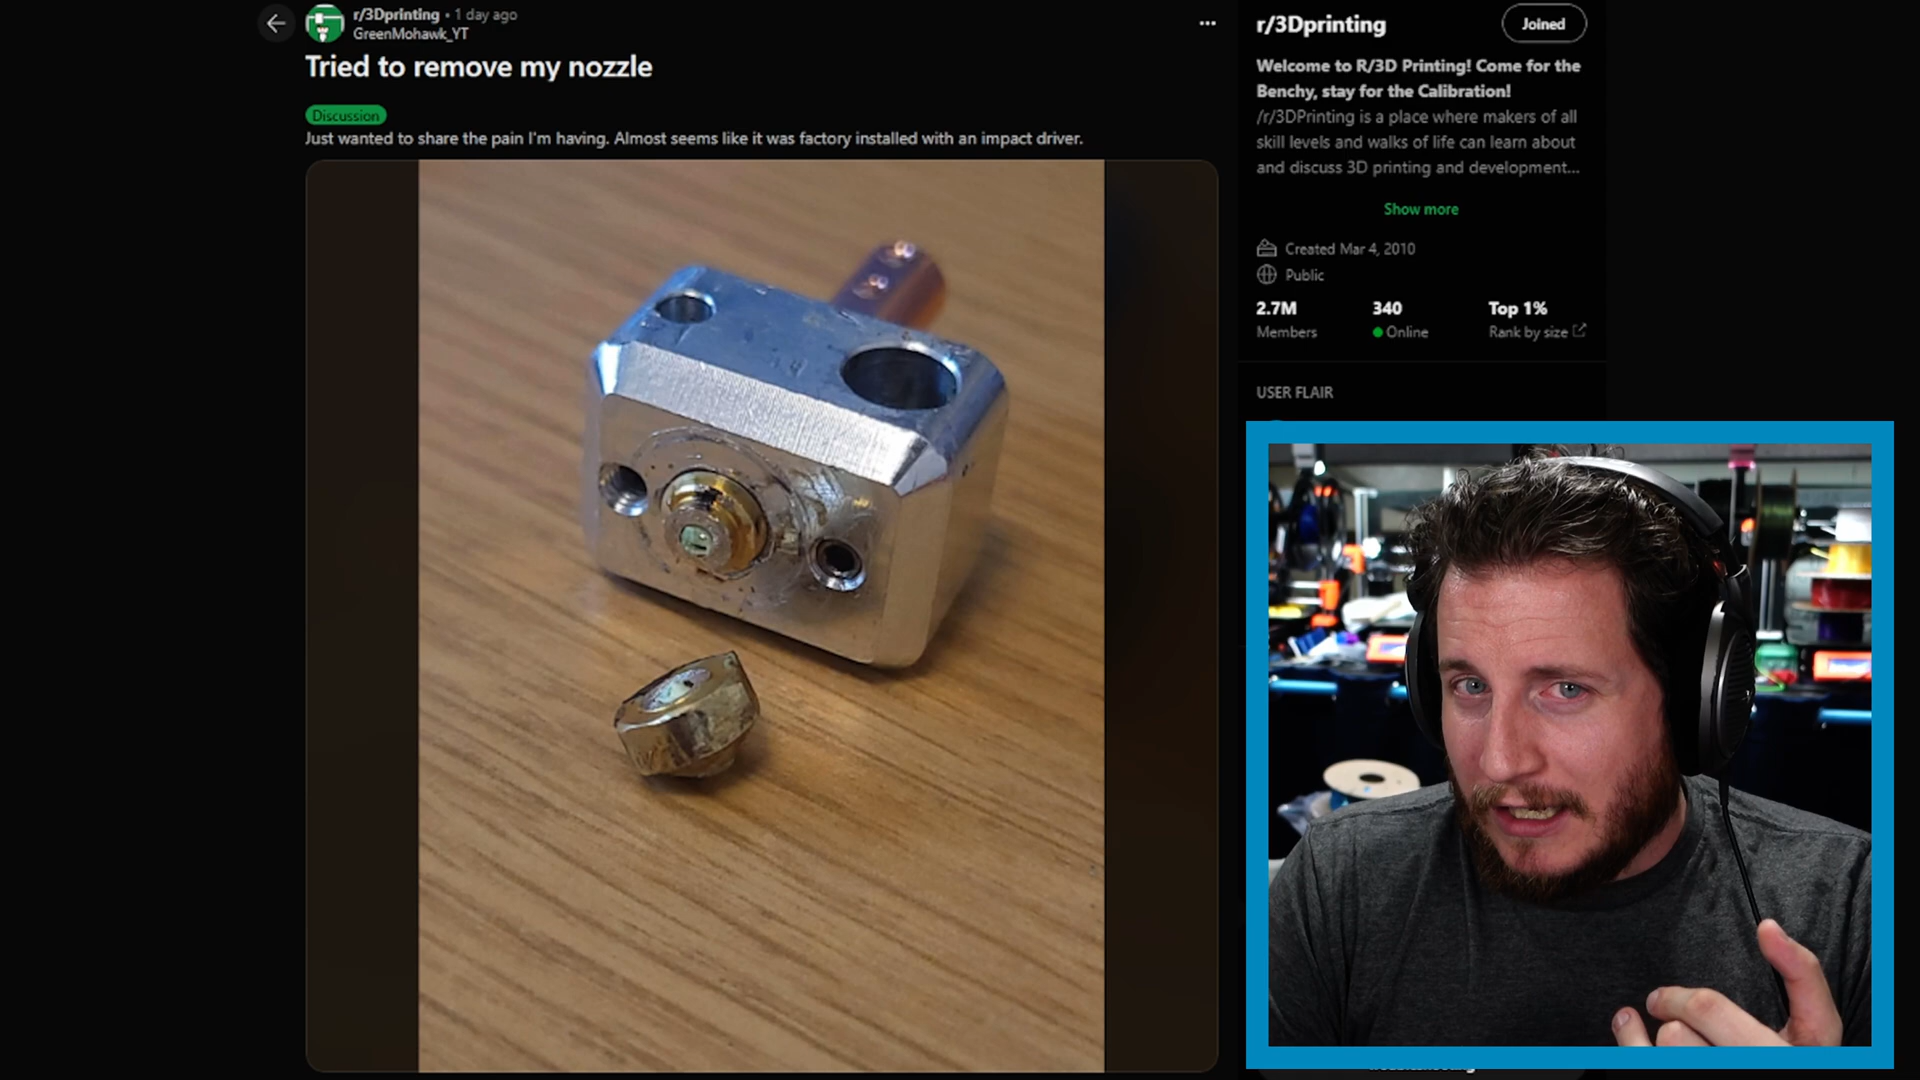 r/3Dprinting • 1 day ago
GreenMohawk_YT
Tried to remove my nozzle
Discussion
Just wanted to share the pain I'm having. Almost seems like it was factory installed with an impact driver.
r/3Dprinting
Joined
Welcome to R/3D Printing! Come for the
Benchy, stay for the Calibration!
/r/3DPrinting is a place where makers of all
skill levels and walks of life can learn about
and discuss 3D printing and development...
Show more
Created Mar 4, 2010
Public
2.7M
Members
340
Online
Top 1%
Rank by size
USER FLAIR